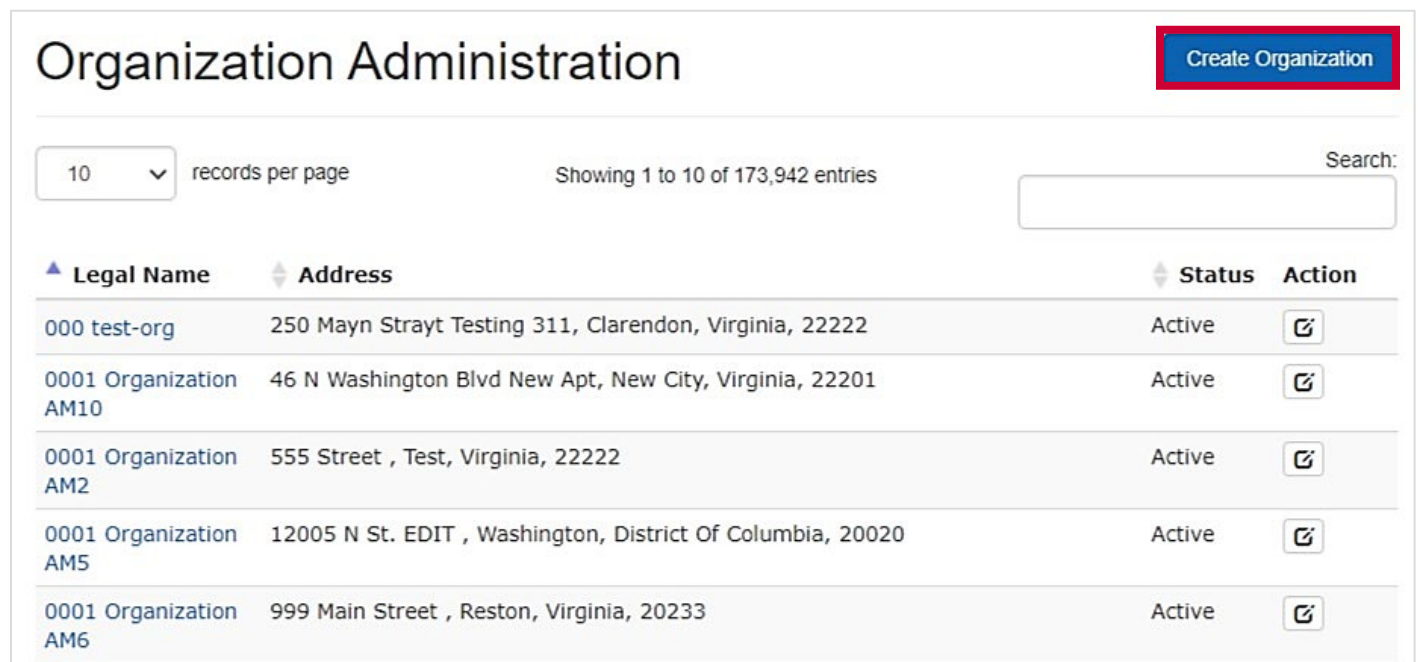 Organization Administration
Create Organization
10 records per page
Showing 1 to 10 of 173,942 entries
Search:
Legal Name Address Status Action
000 test-org 250 Mayn Strayt Testing 311, Clarendon, Virginia, 22222 Active
0001 Organization 46 N Washington Blvd New Apt, New City, Virginia, 22201 Active
AM10
0001 Organization 555 Street , Test, Virginia, 22222 Active
AM2
0001 Organization 12005 N St. EDIT , Washington, District Of Columbia, 20020 Active
AM5
0001 Organization 999 Main Street , Reston, Virginia, 20233 Active
AM6